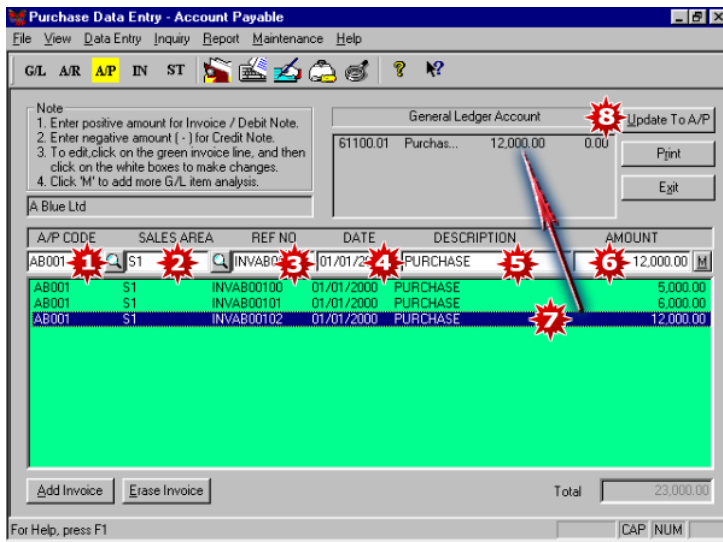 Purchase Data Entry - Account Payable
File View Data Entry Inquiry Report Maintenance Help
G/L A/R A/P IN ST
Note
1. Enter positive amount for Invoice / Debit Note.
2. Enter negative amount ( - ) for Credit Note.
3. To edit,click on the green invoice line, and then
click on the white boxes to make changes.
4. Click 'M' to add more G/L item analysis.
General Ledger Account
8
Update To A/P
61100.01 Purchas... 12,000.00 0.00
Print
Exit
A Blue Ltd
A/P CODE SALES AREA REF NO DATE DESCRIPTION AMOUNT
AB001 1 S1 2 3 4 PURCHASE 5 6 12,000.00 M
AB001 S1 INVAB00100 01/01/2000 PURCHASE 5,000.00
AB001 S1 INVAB00101 01/01/2000 PURCHASE 6,000.00
AB001 S1 INVAB00102 01/01/2000 PURCHASE 7 12,000.00
Add Invoice Erase Invoice Total 23,000.00
For Help, press F1 CAP NUM